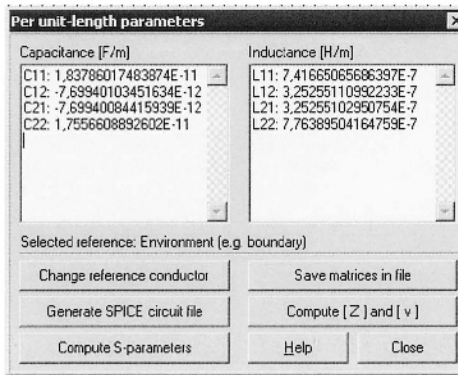 Per unit-length parameters
Capacitance [F/m]
C11: 1,83786017483874E-11
C12: -7,69940103451634E-12
C21: -7,69940084415939E-12
C22: 1,7556608892602E-11
Inductance [H/m]
L11: 7,41665065686397E-7
L12: 3,25255110992233E-7
L21: 3,25255102950754E-7
L22: 7,76389504164759E-7
Selected reference: Environment (e.g. boundary)
Change reference conductor
Save matrices in file
Generate SPICE circuit file
Compute [ Z ] and [ v ]
Compute S-parameters
Help
Close